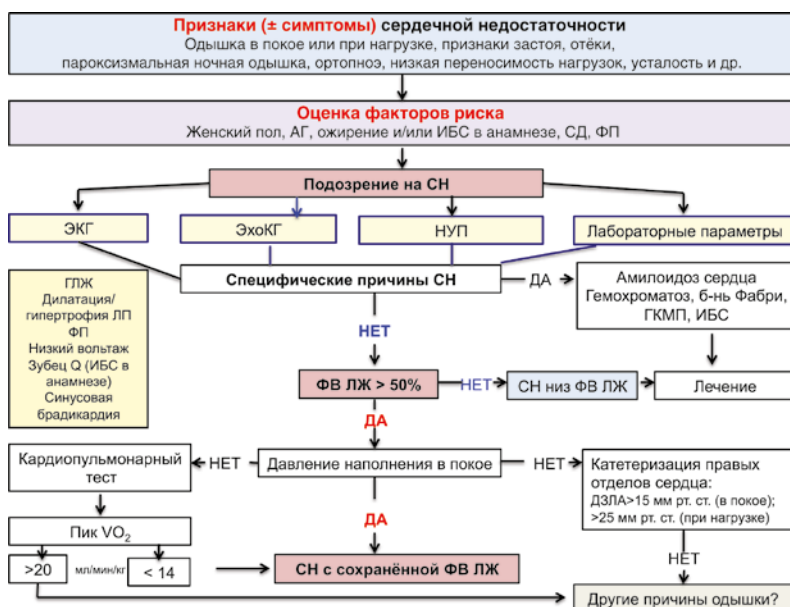 Признаки (± симптомы) сердечной недостаточности
Одышка в покое или при нагрузке, признаки застоя, отёки,
пароксизмальная ночная одышка, ортопноэ, низкая переносимость нагрузок, усталость и др.
Оценка факторов риска
Женский пол, АГ, ожирение и/или ИБС в анамнезе, СД, ФП
Подозрение на СН
ЭКГ
ЭхоКГ
НУП
Лабораторные параметры
ГЛЖ
Дилатация/
гипертрофия ЛП
ФП
Низкий вольтаж
Зубец Q (ИБС в
анамнезе)
Синусовая
брадикардия
Специфические причины СН
ДА
Амилоидоз сердца
Гемохроматоз, б-нь Фабри,
ГКМП, ИБС
НЕТ
ФВ ЛЖ > 50%
НЕТ
СН низ ФВ ЛЖ
Лечение
ДА
Кардиопульмонарный
тест
НЕТ
Давление наполнения в покое
НЕТ
Катетеризация правых
отделов сердца:
ДЗЛА>15 мм рт. ст. (в покое);
>25 мм рт. ст. (при нагрузке)
Пик VO₂
ДА
НЕТ
>20
мл/мин/кг
< 14
СН с сохранённой ФВ ЛЖ
Другие причины одышки?